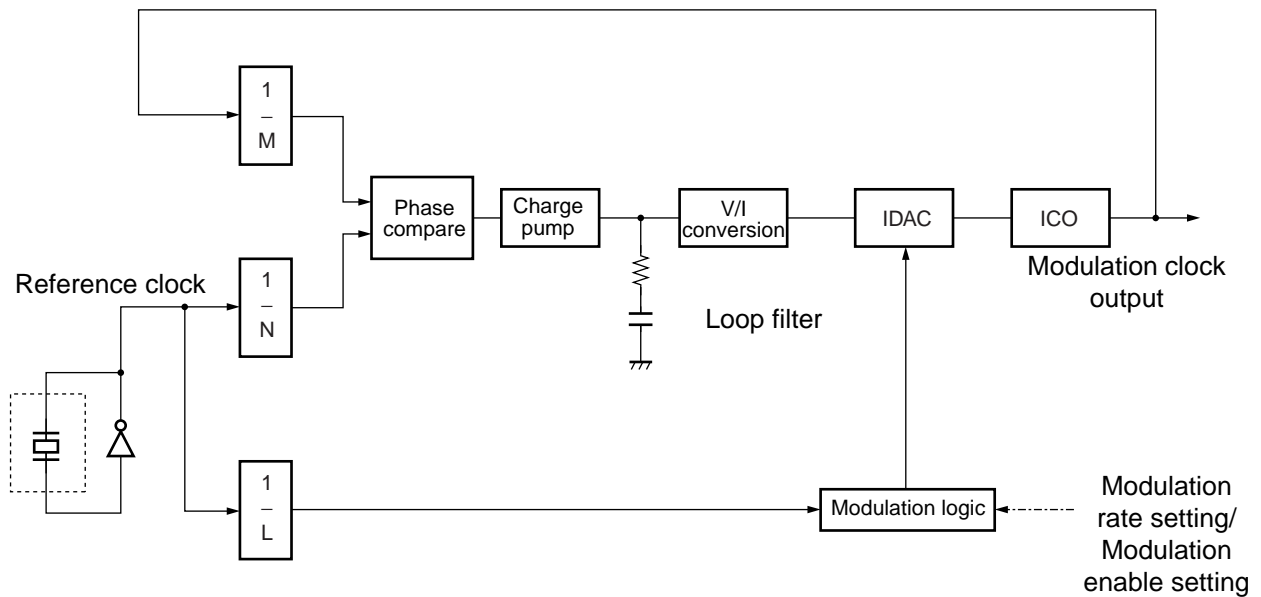 1
—
M
Phase
compare
Charge
pump
V/I
conversion
IDAC
ICO
Modulation clock
output
Reference clock
1
—
N
Loop filter
1
—
L
Modulation logic
Modulation
rate setting/
Modulation
enable setting